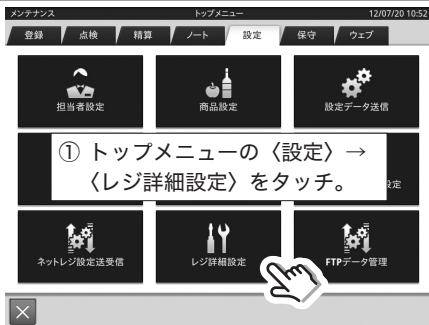 メンテナンス トップメニュー 12/07/20 10:52
登録 点検 精算 ノート 設定 保守 ウェブ
担当者設定 商品設定 設定データ送信
① トップメニューの〈設定〉→
〈レジ詳細設定〉をタッチ。
設定
ネットレジ設定送受信 レジ詳細設定 FTPデータ管理